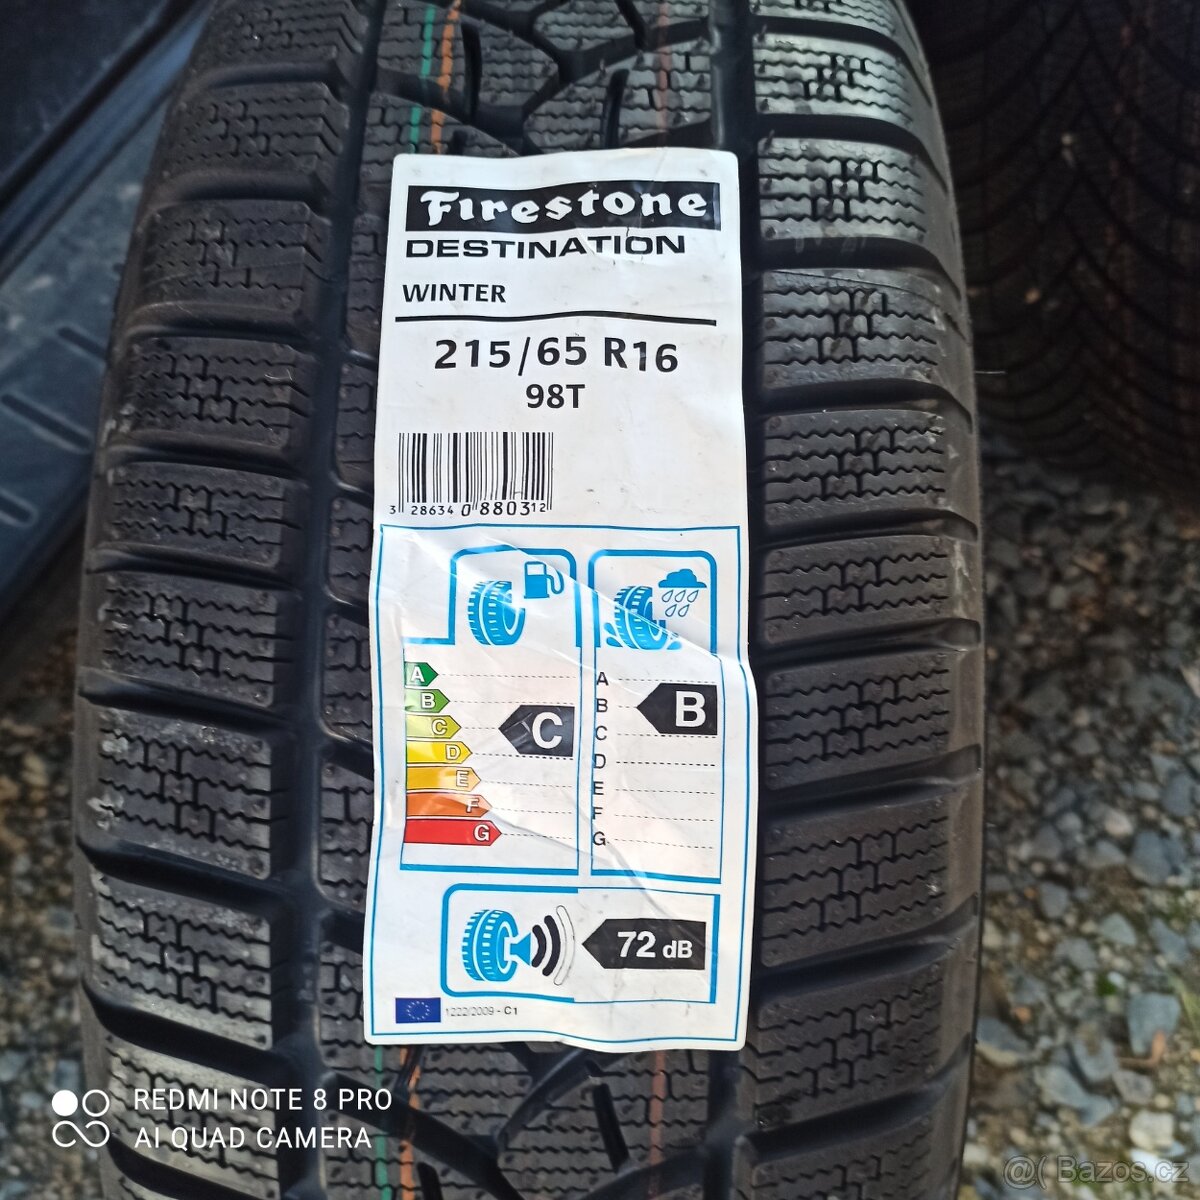 Firestone
DESTINATION
WINTER
215/65 R16
98T
3 286340 880312
A
B
C
D
E
F
G
C
A
B
C
D
E
F
G
B
72 dB
1222/2009 - C1
REDMI NOTE 8 PRO
AI QUAD CAMERA
@( Bazos.cz